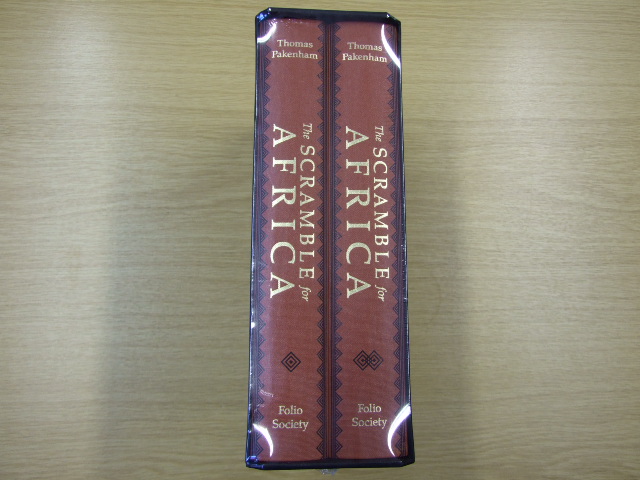 Thomas
Pakenham
The SCRAMBLE for
AFRICA
Folio
Society
Thomas
Pakenham
The SCRAMBLE for
AFRICA
Folio
Society